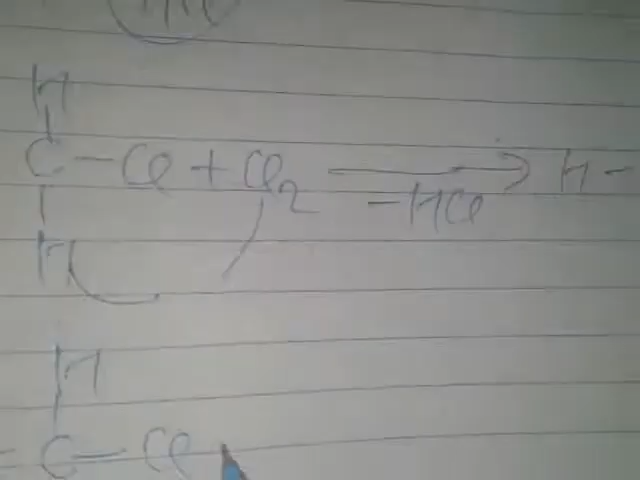 H
C - Cl + Cl2 → H -
- HCl
H
H
= C - Cl